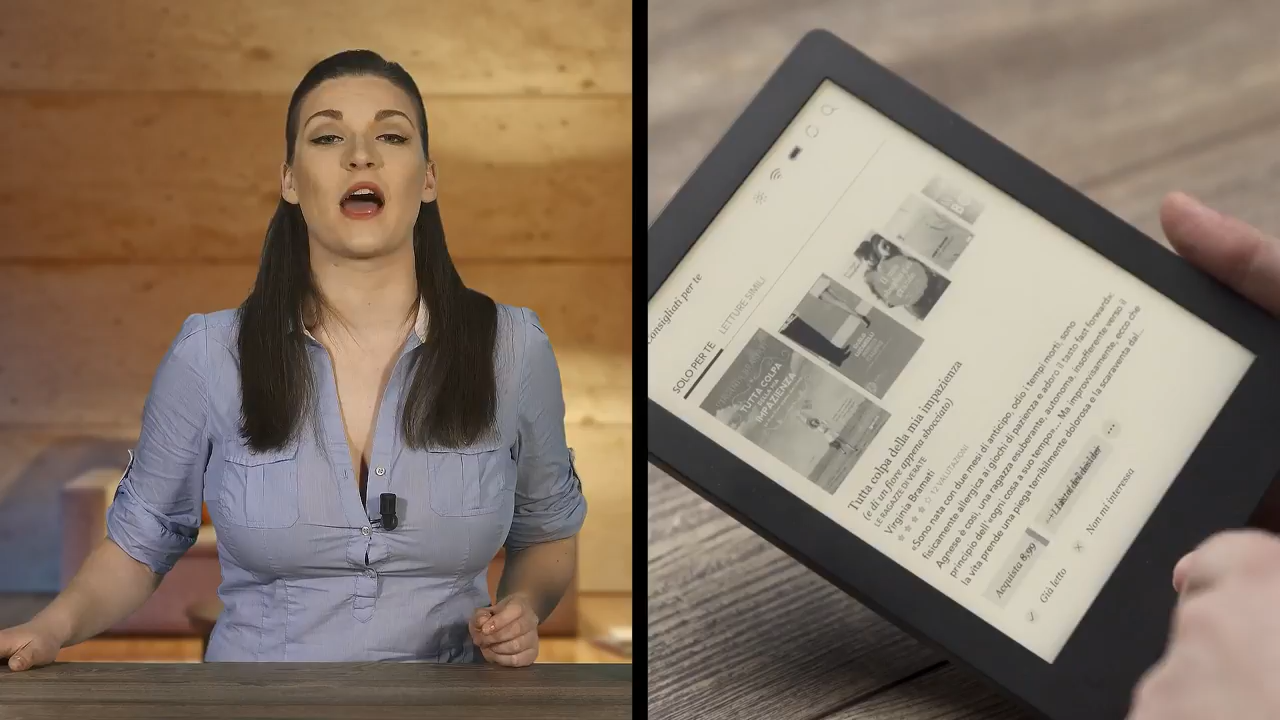 Consigliati per te
SOLO PER TE
LETTURE SIMILI
TUTTA COLPA
DELLA MIA
IMPAZIENZA
Tutta colpa della mia impazienza
(e di un fiore appena sbocciato)
LE RAGAZZE DI VERATE
Virginia Bramati
12 VALUTAZIONI
«Sono nata con due mesi di anticipo, odio i tempi morti, sono
fisicamente allergica ai giochi di pazienza e adoro il tasto fast forward»:
Agnese è così, una ragazza esuberante, autonoma, insofferente verso il
principio dell'"ogni cosa a suo tempo»... Ma improvvisamente, ecco che
la vita prende una piega terribilmente dolorosa e la scaraventa dai...
Acquista 8,99
Già letto
Non mi interessa